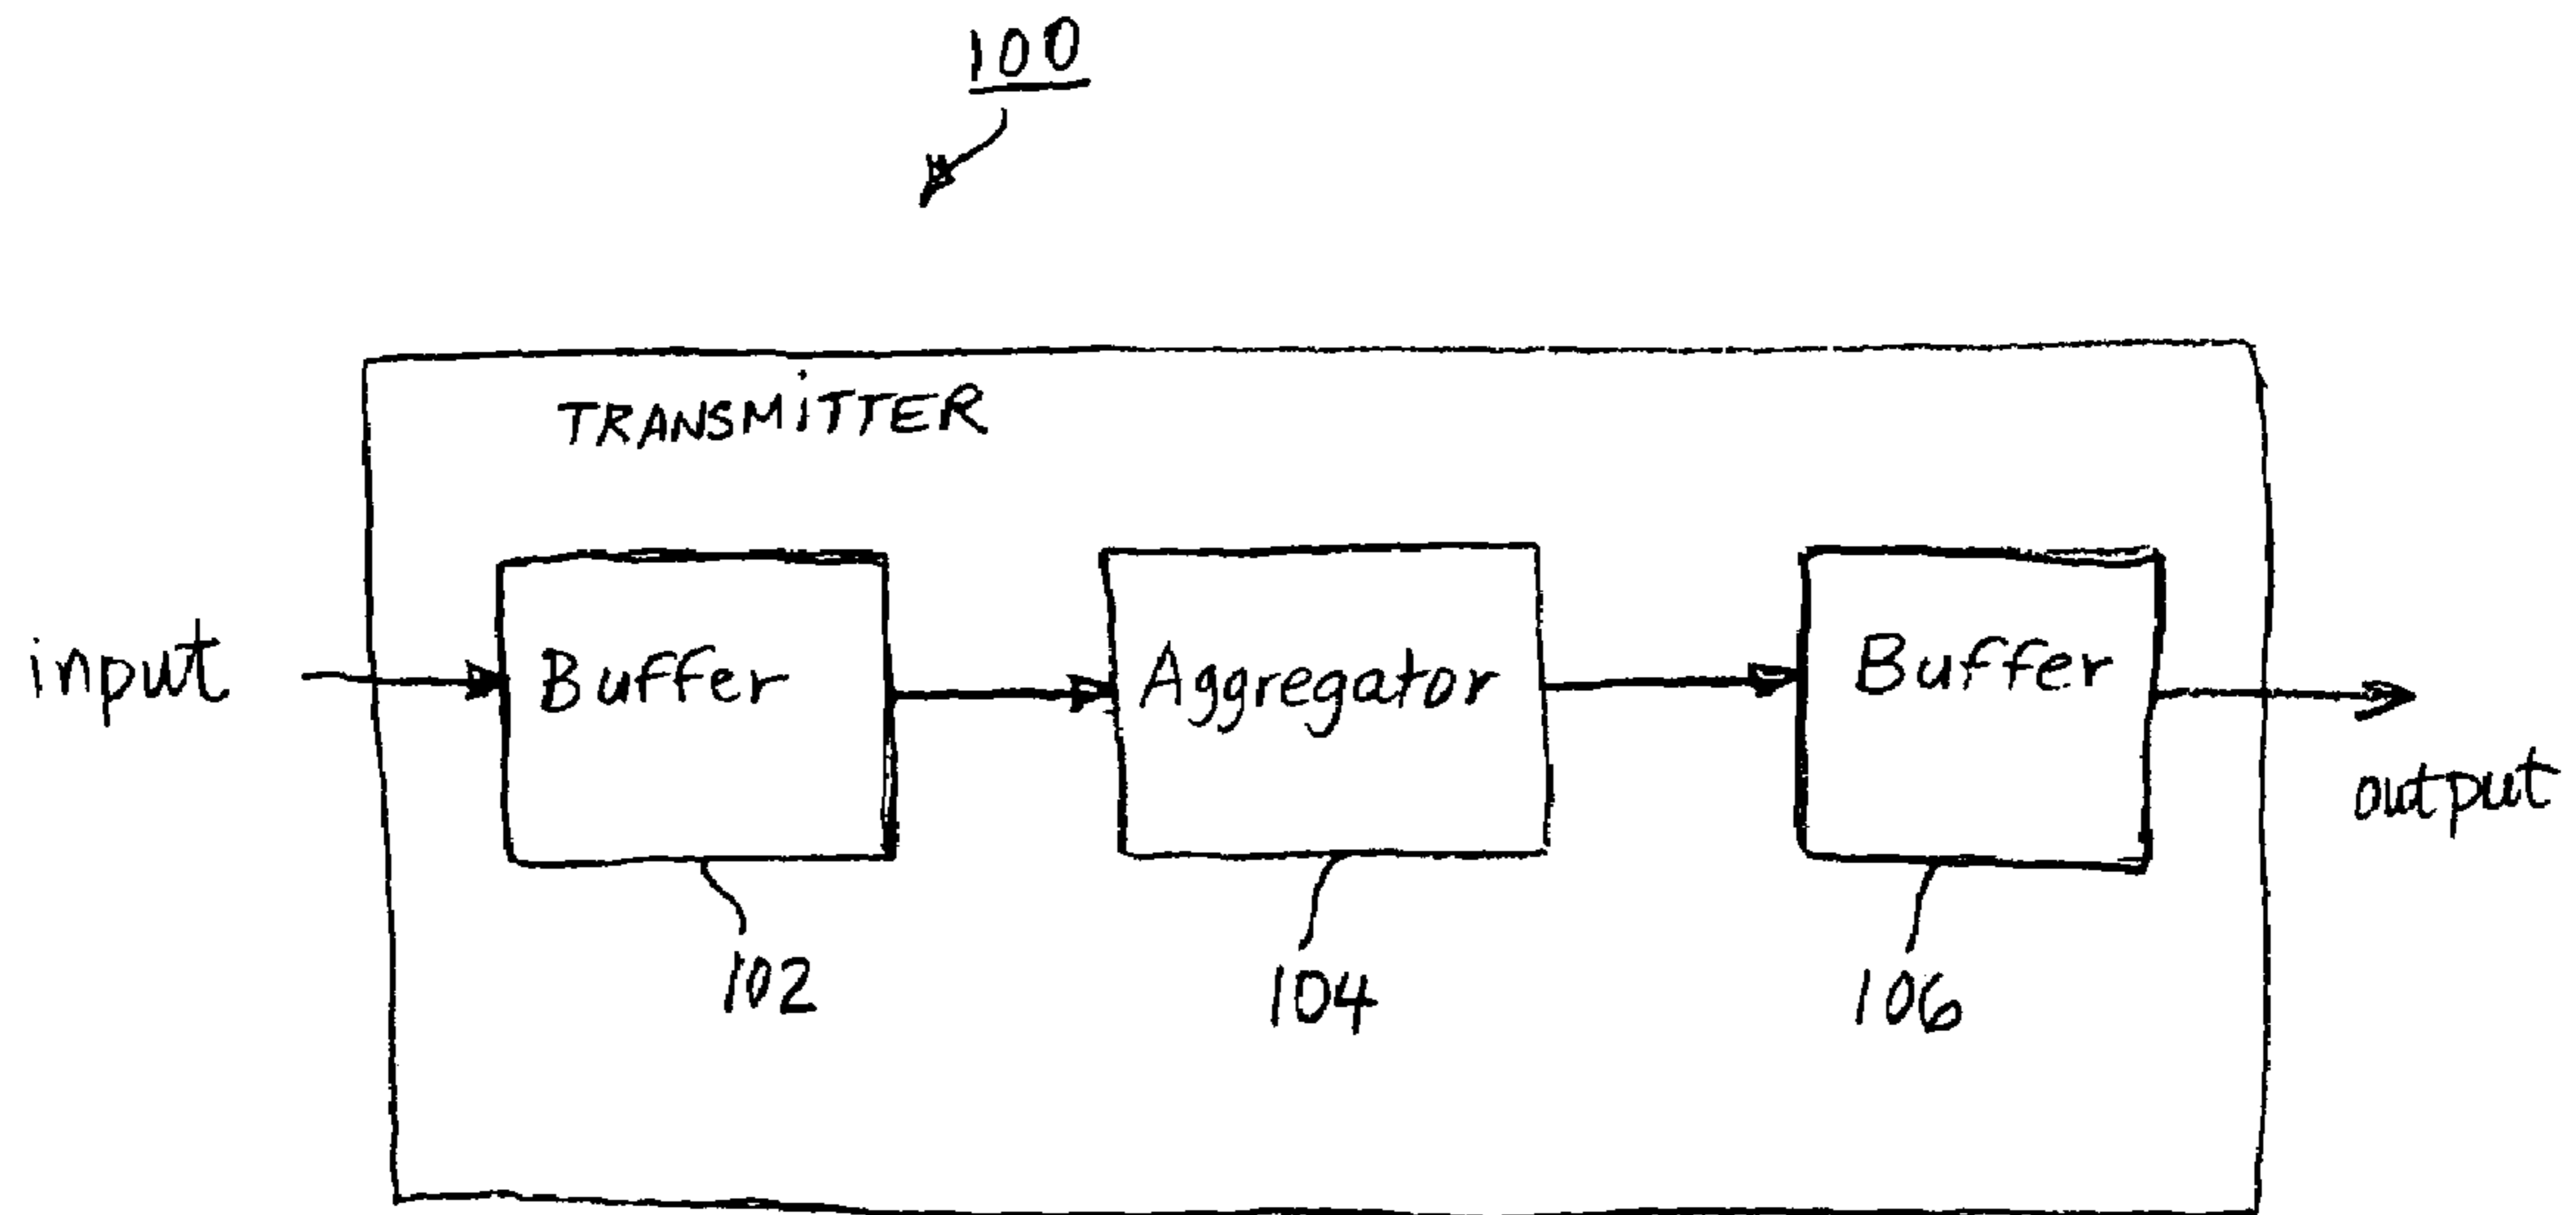 100
TRANSMiTTER
input
Buffer
Aggregator
Buffer
output
102
104
106